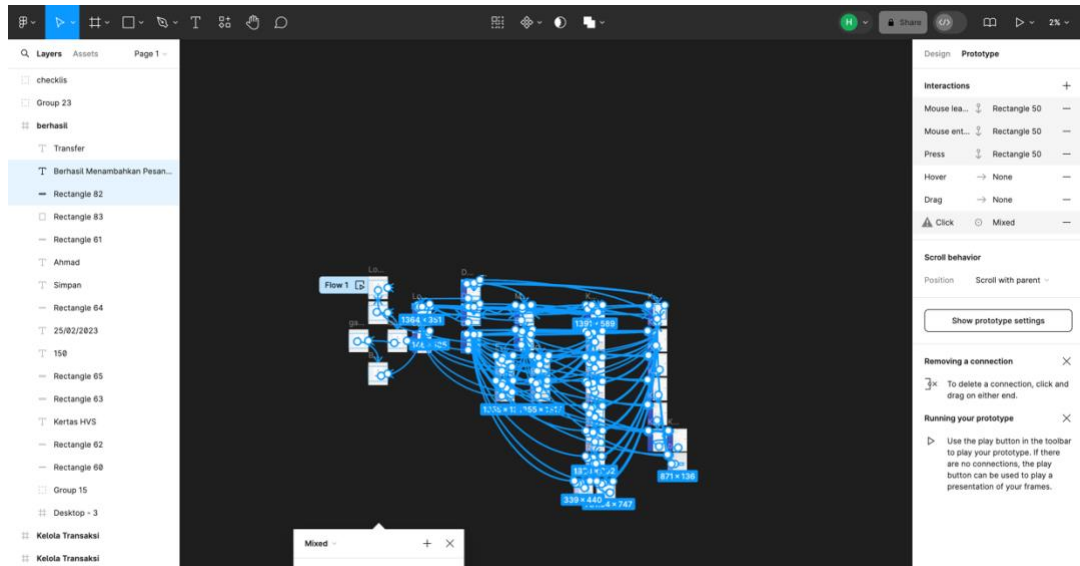 H
Share
2%
Layers Assets Page 1
checklis
Group 23
berhasil
Transfer
Berhasil Menambahkan Pesan...
Rectangle 82
Rectangle 83
Rectangle 61
Ahmad
Simpan
Rectangle 64
25/02/2023
150
Rectangle 65
Rectangle 63
Kertas HVS
Rectangle 62
Rectangle 60
Group 15
Desktop - 3
Kelola Transaksi
Kelola Transaksi
Flow 1
Lo...
D...
1364 × 351
1391 × 589
871 × 136
339 × 440
Mixed
Design Prototype
Interactions
Mouse lea... Rectangle 50
Mouse ent... Rectangle 50
Press Rectangle 50
Hover None
Drag None
Click Mixed
Scroll behavior
Position Scroll with parent
Show prototype settings
Removing a connection
To delete a connection, click and
drag on either end.
Running your prototype
Use the play button in the toolbar
to play your prototype. If there
are no connections, the play
button can be used to play a
presentation of your frames.